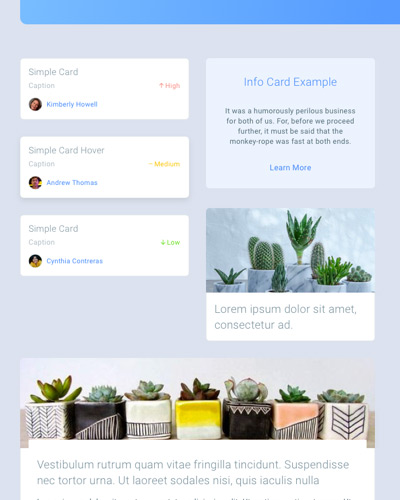 Simple Card
Caption
↑ High
Kimberly Howell
Simple Card Hover
Caption
- Medium
Andrew Thomas
Simple Card
Caption
↓ Low
Cynthia Contreras
Info Card Example
It was a humorously perilous business
for both of us. For, before we proceed
further, it must be said that the
monkey-rope was fast at both ends.
Learn More
Lorem ipsum dolor sit amet,
consectetur ad.
Vestibulum rutrum quam vitae fringilla tincidunt. Suspendisse
nec tortor urna. Ut laoreet sodales nisi, quis iaculis nulla